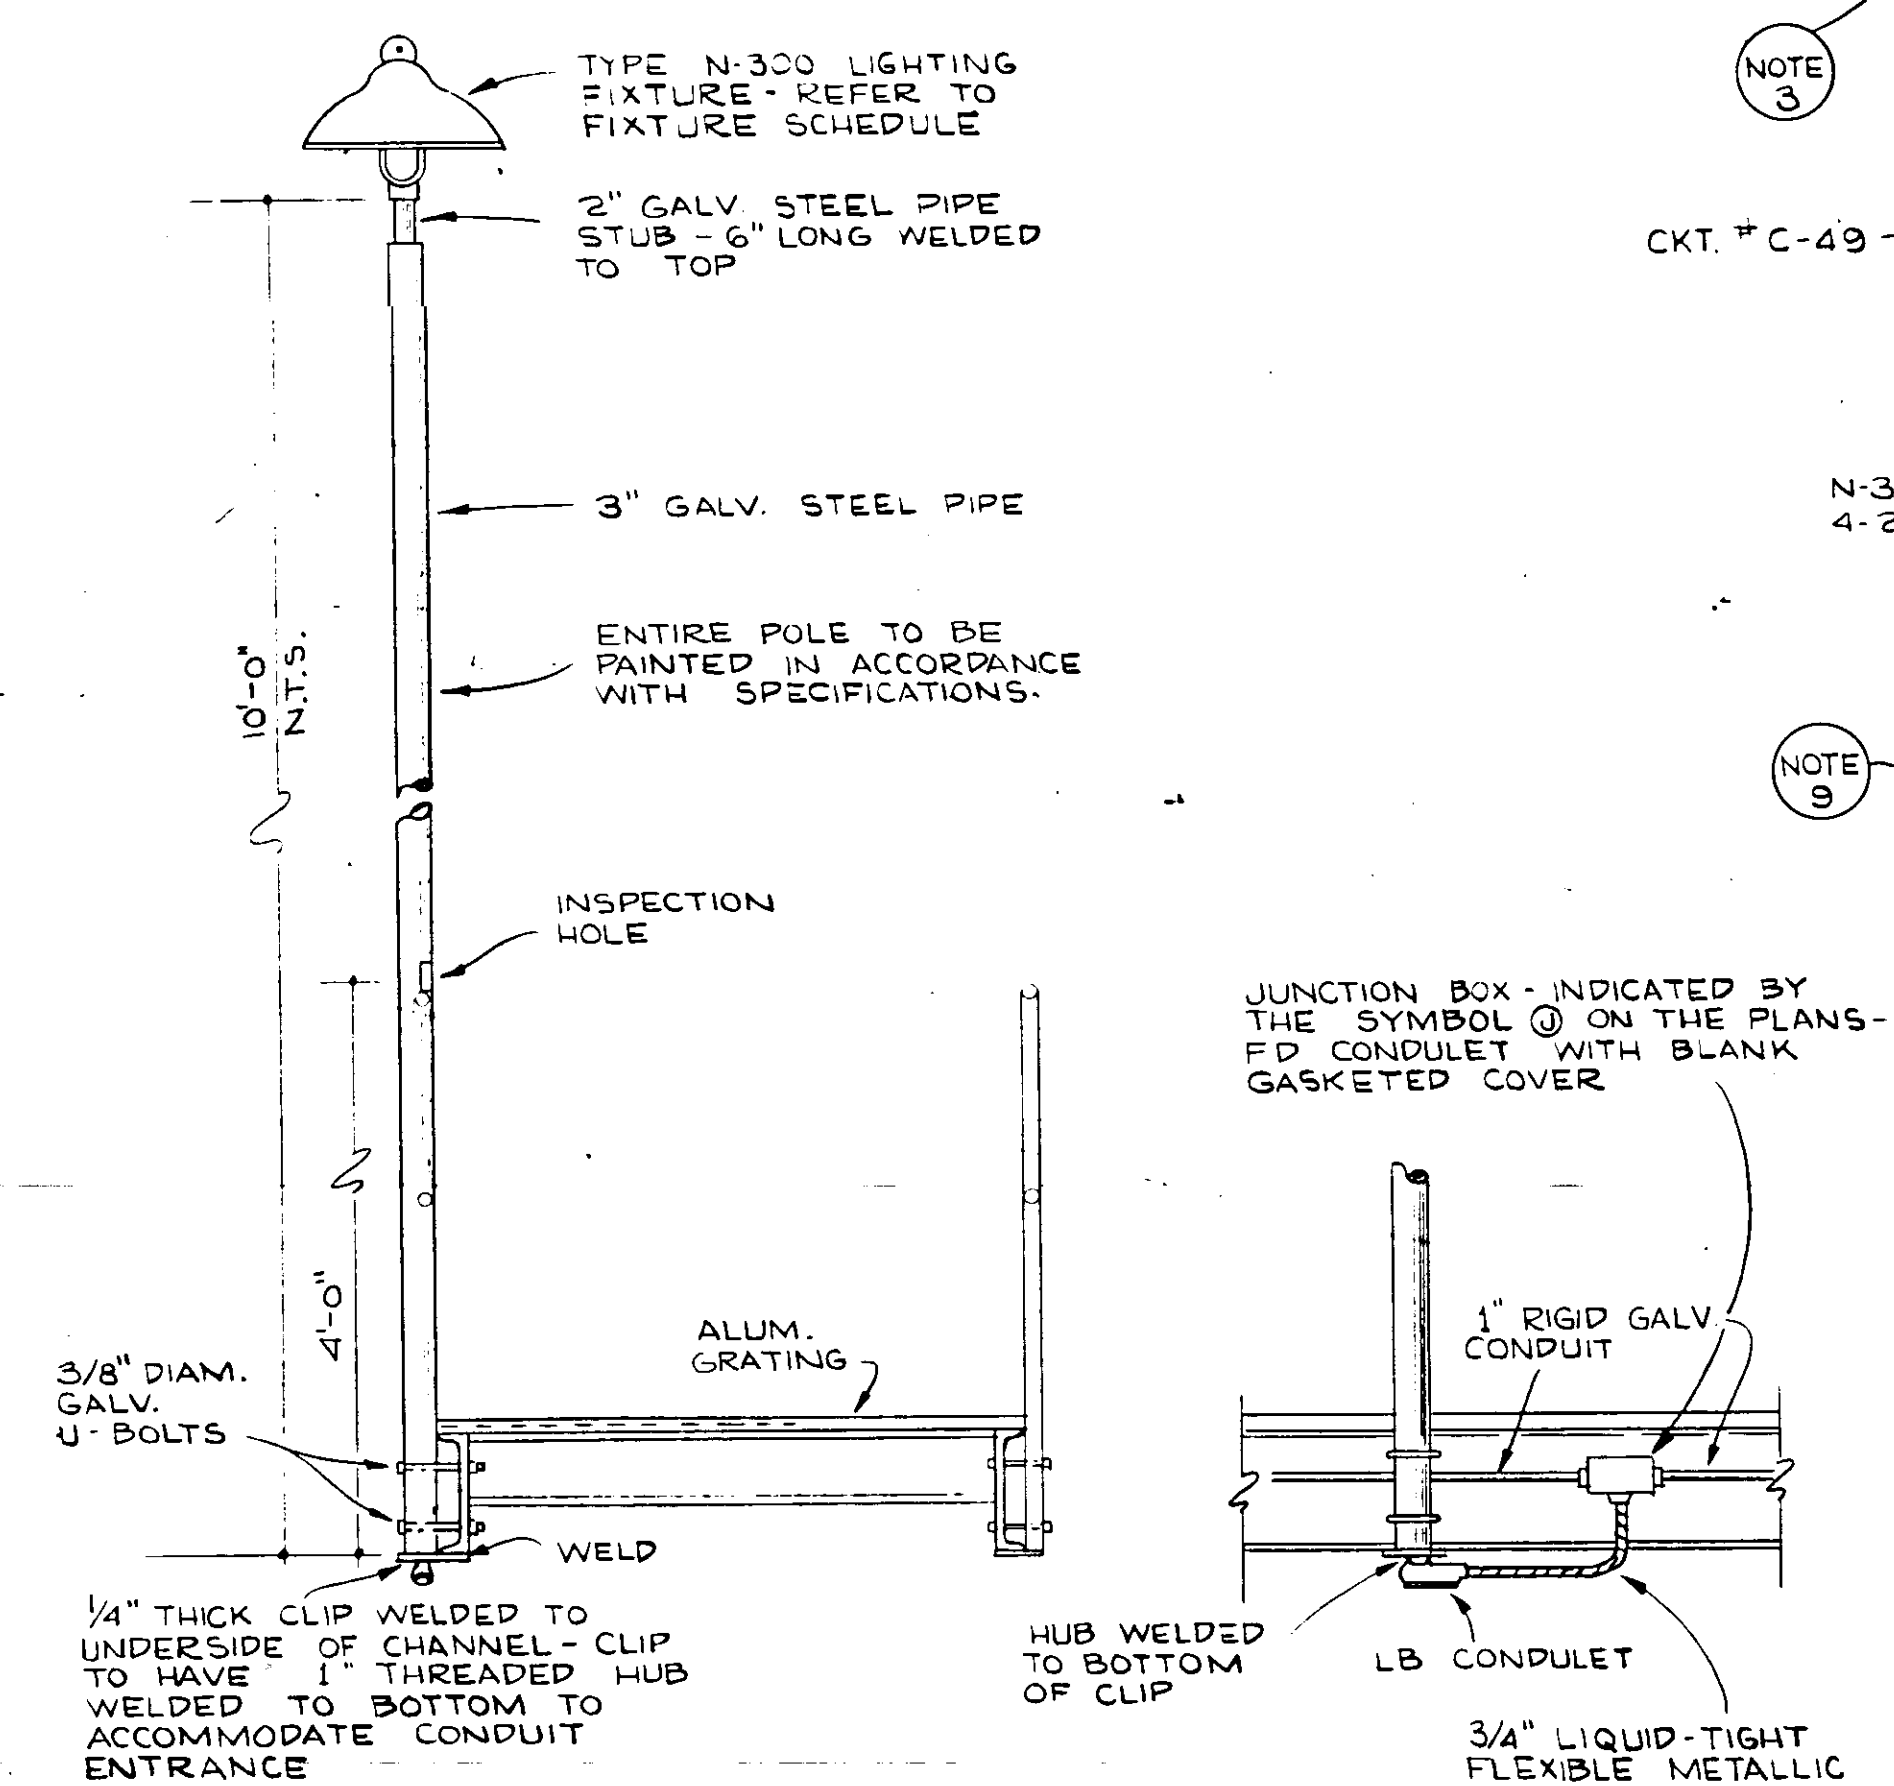 TYPE N-300 LIGHTING
FIXTURE - REFER TO
FIXTURE SCHEDULE
2" GALV. STEEL PIPE
STUB - 6" LONG WELDED
TO TOP
3" GALV. STEEL PIPE
ENTIRE POLE TO BE
PAINTED IN ACCORDANCE
WITH SPECIFICATIONS.
10'-0"
N.T.S.
INSPECTION
HOLE
4'-0"
ALUM.
GRATING
3/8" DIAM.
GALV.
U-BOLTS
WELD
1/4" THICK CLIP WELDED TO
UNDERSIDE OF CHANNEL - CLIP
TO HAVE 1" THREADED HUB
WELDED TO BOTTOM TO
ACCOMMODATE CONDUIT
ENTRANCE
NOTE
3
CKT. # C-49 -
N-3
4-2
NOTE
9
JUNCTION BOX - INDICATED BY
THE SYMBOL J ON THE PLANS -
FD CONDULET WITH BLANK
GASKETED COVER
1" RIGID GALV.
CONDUIT
HUB WELDED
TO BOTTOM
OF CLIP
LB CONDULET
3/4" LIQUID-TIGHT
FLEXIBLE METALLIC